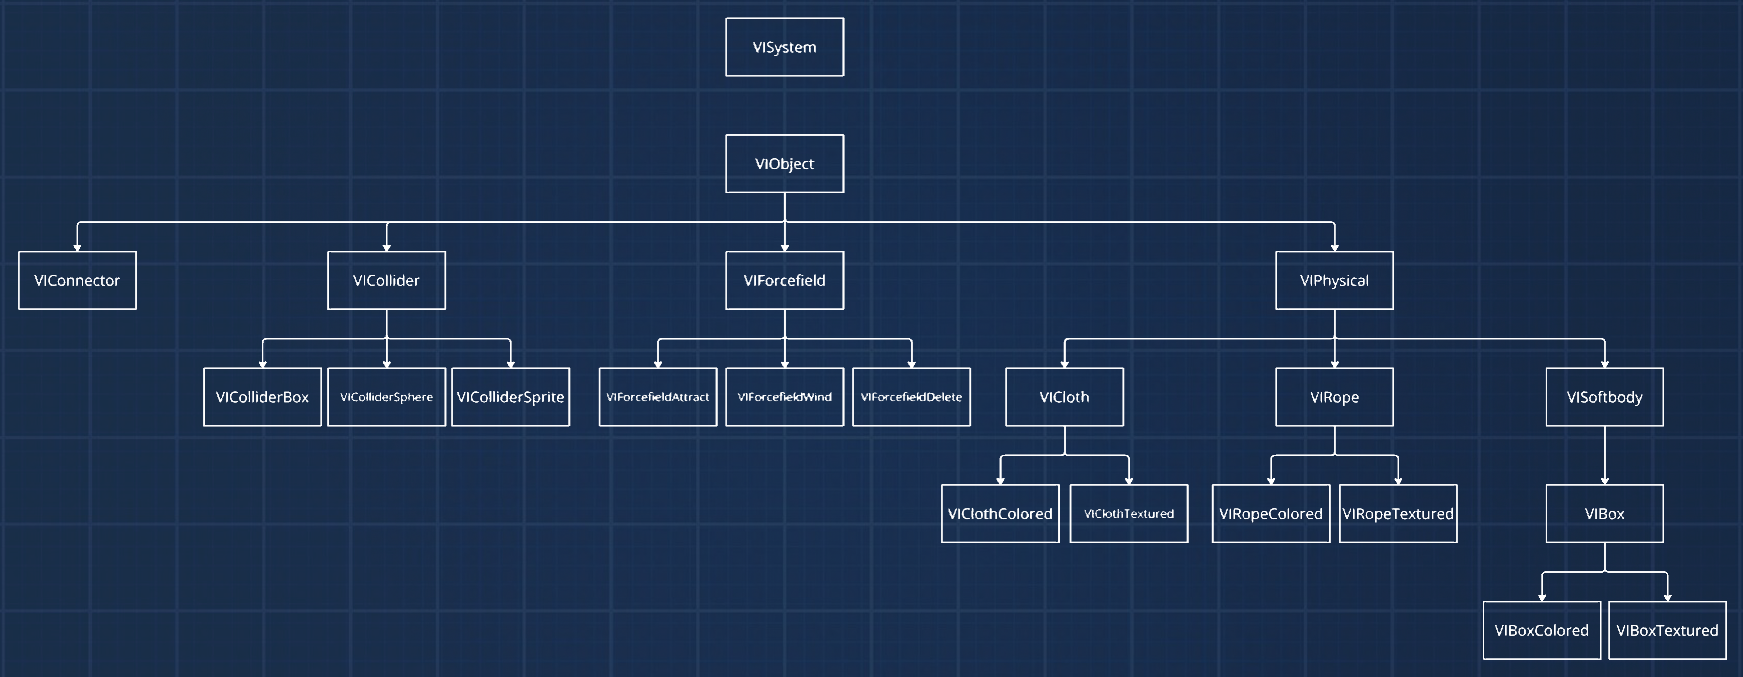 VISystem
VIObject
VIConnector
VICollider
VIForcefield
VIPhysical
VIColliderBox
VIColliderSphere
VIColliderSprite
VIForcefieldAttract
VIForcefieldWind
VIForcefieldDelete
VICloth
VIRope
VISoftbody
VIClothColored
VIClothTextured
VIRopeColored
VIRopeTextured
VIBox
VIBoxColored
VIBoxTextured